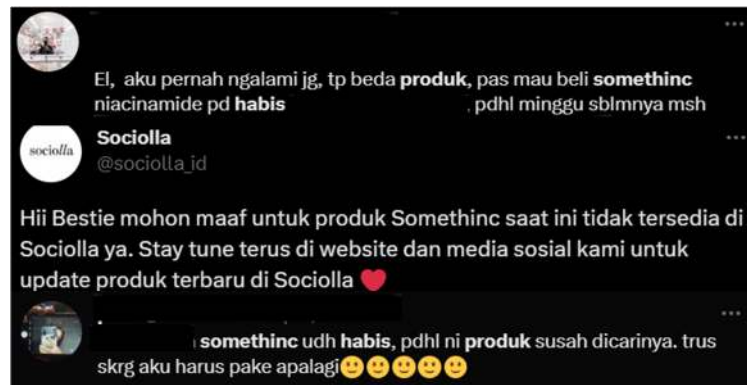 El, aku pernah ngalami jg, tp beda produk, pas mau beli somethinc
niacinamide pd habis , pdhl minggu sblmnya msh
sociolla
Sociolla
@sociolla_id
Hii Bestie mohon maaf untuk produk Somethinc saat ini tidak tersedia di
Sociolla ya. Stay tune terus di website dan media sosial kami untuk
update produk terbaru di Sociolla ❤
somethinc udh habis, pdhl ni produk susah dicarinya. trus
skrg aku harus pake apalagi🙂🙂🙂🙂🙂